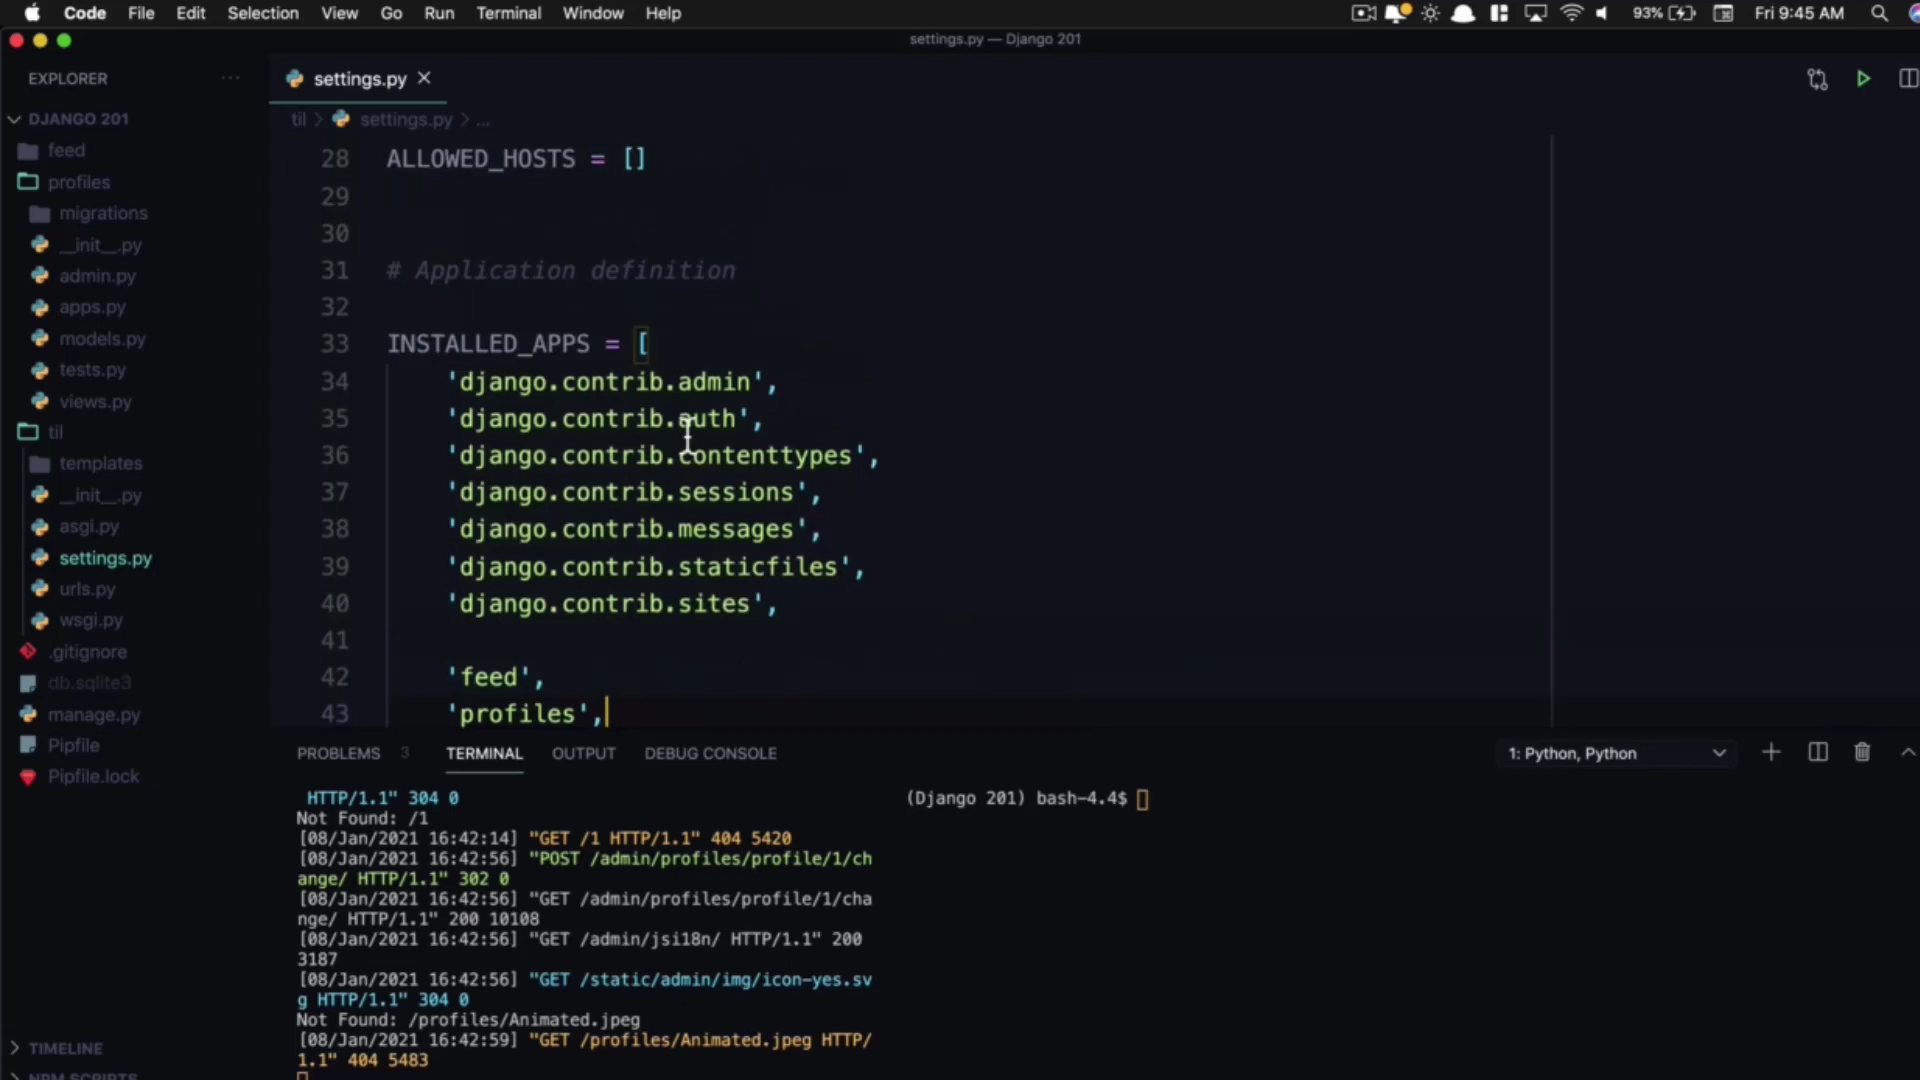 Code File Edit Selection View Go Run Terminal Window Help 93% Fri 9:45 AM
settings.py — Django 201
EXPLORER ···
settings.py
DJANGO 201
til > settings.py > ...
feed
profiles
migrations
__init__.py
admin.py
apps.py
models.py
tests.py
views.py
til
templates
__init__.py
asgi.py
settings.py
urls.py
wsgi.py
.gitignore
db.sqlite3
manage.py
Pipfile
Pipfile.lock
TIMELINE
NPM SCRIPTS
28 ALLOWED_HOSTS = []
29
30
31 # Application definition
32
33 INSTALLED_APPS = [
34 'django.contrib.admin',
35 'django.contrib.auth',
36 'django.contrib.contenttypes',
37 'django.contrib.sessions',
38 'django.contrib.messages',
39 'django.contrib.staticfiles',
40 'django.contrib.sites',
41
42 'feed',
43 'profiles',
PROBLEMS 3 TERMINAL OUTPUT DEBUG CONSOLE 1: Python, Python
HTTP/1.1" 304 0
Not Found: /1
[08/Jan/2021 16:42:14] "GET /1 HTTP/1.1" 404 5420
[08/Jan/2021 16:42:56] "POST /admin/profiles/profile/1/ch
ange/ HTTP/1.1" 302 0
[08/Jan/2021 16:42:56] "GET /admin/profiles/profile/1/cha
nge/ HTTP/1.1" 200 10108
[08/Jan/2021 16:42:56] "GET /admin/jsi18n/ HTTP/1.1" 200
3187
[08/Jan/2021 16:42:56] "GET /static/admin/img/icon-yes.sv
g HTTP/1.1" 304 0
Not Found: /profiles/Animated.jpeg
[08/Jan/2021 16:42:59] "GET /profiles/Animated.jpeg HTTP/
1.1" 404 5483
(Django 201) bash-4.4$